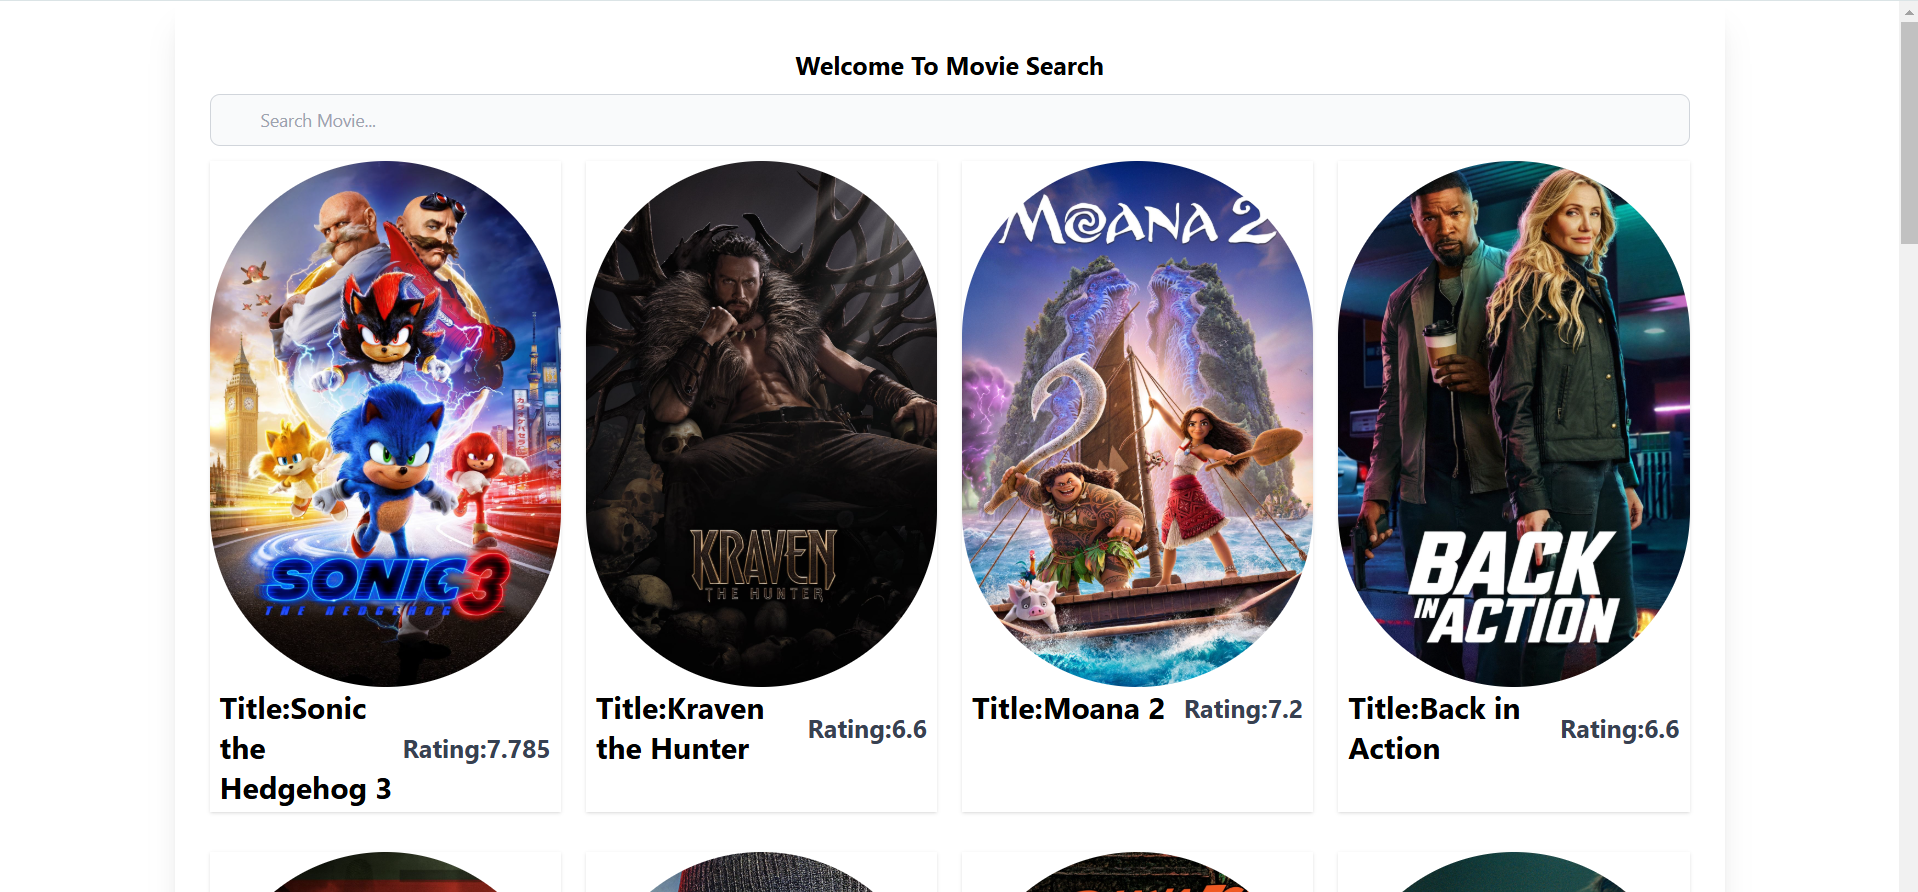 Welcome To Movie Search
Search Movie...
SONIC 3
THE HEDGEHOG
Title:Sonic
the
Hedgehog 3
Rating:7.785
KRAVEN
THE HUNTER
Title:Kraven
the Hunter
Rating:6.6
MOANA 2
Title:Moana 2
Rating:7.2
BACK
IN ACTION
Title:Back in
Action
Rating:6.6